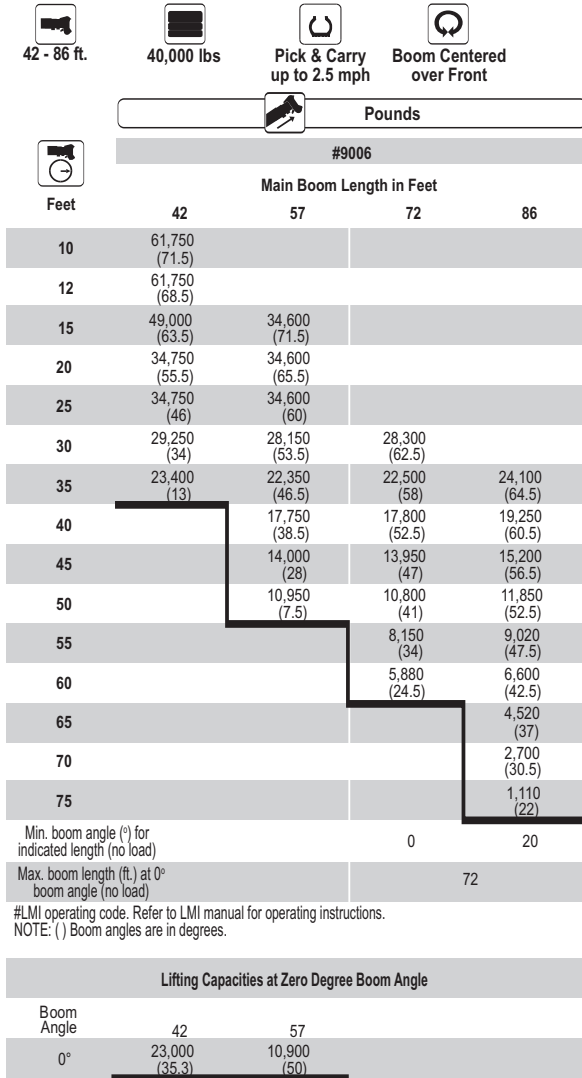 42 - 86 ft. 40,000 lbs Pick & Carry Boom Centered
up to 2.5 mph over Front
Pounds
#9006
Feet
Main Boom Length in Feet
42 57 72 86
10 61,750
(71.5)
12 61,750
(68.5)
15 49,000 34,600
(63.5) (71.5)
20 34,750 34,600
(55.5) (65.5)
25 34,750 34,600
(46) (60)
30 29,250 28,150 28,300
(34) (53.5) (62.5)
35 23,400 22,350 22,500 24,100
(13) (46.5) (58) (64.5)
40 17,750 17,800 19,250
(38.5) (52.5) (60.5)
45 14,000 13,950 15,200
(28) (47) (56.5)
50 10,950 10,800 11,850
(7.5) (41) (52.5)
55 8,150 9,020
(34) (47.5)
60 5,880 6,600
(24.5) (42.5)
65 4,520
(37)
70 2,700
(30.5)
75 1,110
(22)
Min. boom angle (°) for
indicated length (no load) 0 20
Max. boom length (ft.) at 0°
boom angle (no load) 72
#LMI operating code. Refer to LMI manual for operating instructions.
NOTE: ( ) Boom angles are in degrees.
Lifting Capacities at Zero Degree Boom Angle
Boom
Angle 42 57
0° 23,000 10,900
(35.3) (50)